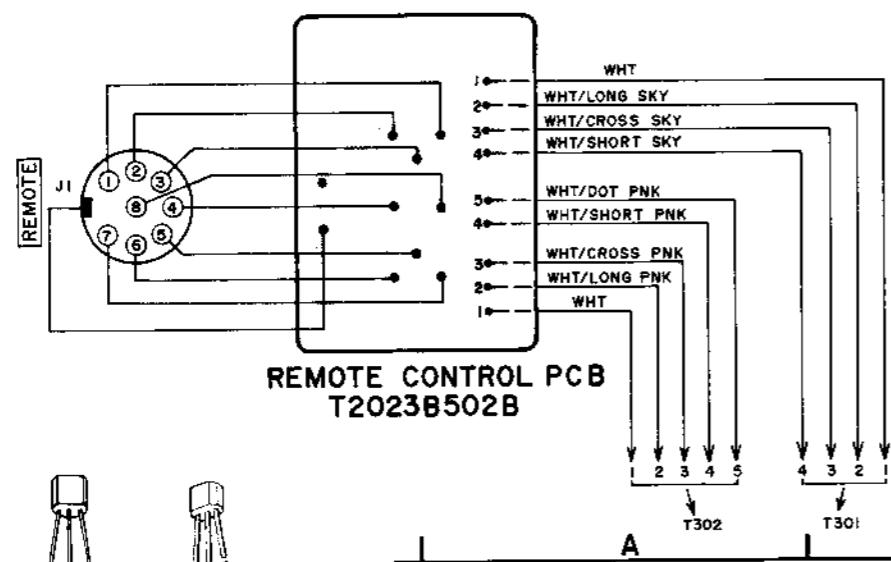 WHT
1
WHT/LONG SKY
2
WHT/CROSS SKY
3
WHT/SHORT SKY
4
REMOTE
J1
1
2
3
8
4
7
6
5
WHT/DOT PNK
5
WHT/SHORT PNK
4
WHT/CROSS PNK
3
WHT/LONG PNK
2
WHT
1
REMOTE CONTROL PCB
T2023B502B
1 2 3 4 5
4 3 2 1
T302
T301
A